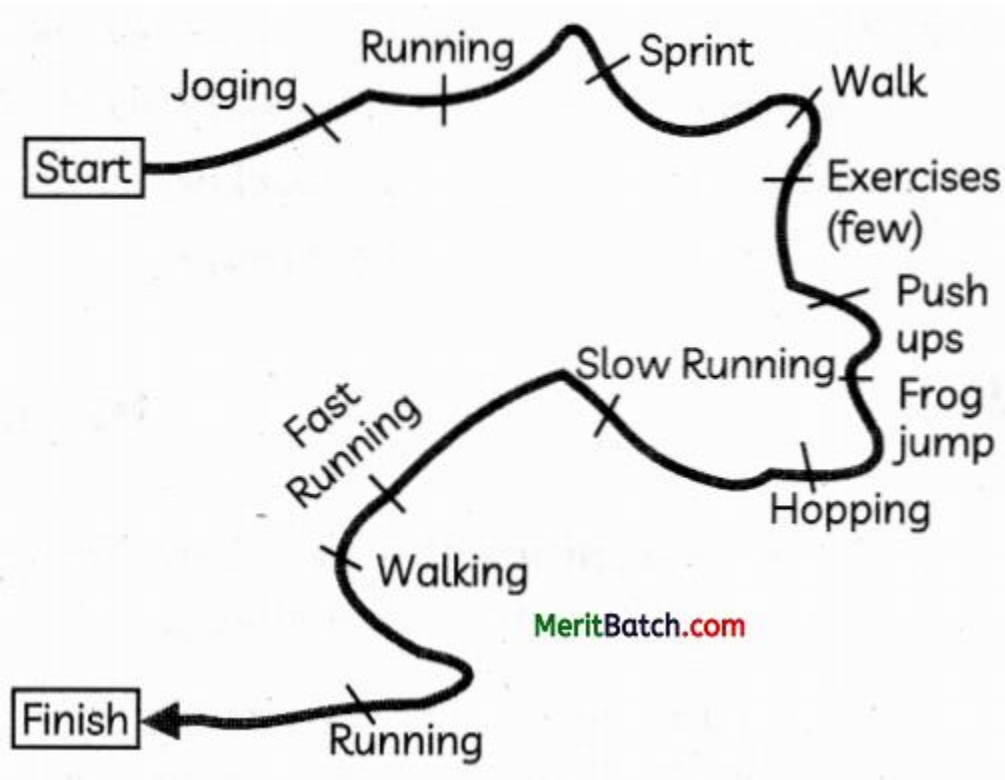 Start
Joging
Running
Sprint
Walk
Exercises
(few)
Push
ups
Frog
jump
Hopping
Slow Running
Fast
Running
Walking
Running
Finish
MeritBatch.com